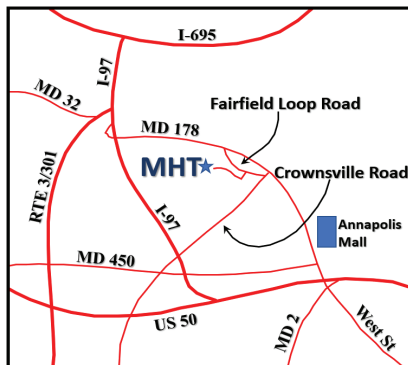 I-695
I-97
MD 32
Fairfield Loop Road
MD 178
MHT
Crownsville Road
RTE 3/301
I-97
Annapolis
Mall
MD 450
US 50
MD 2
West St